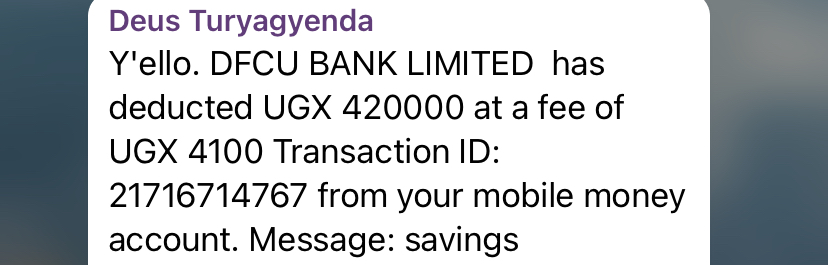 Deus Turyagyenda
Y'ello. DFCU BANK LIMITED  has
deducted UGX 420000 at a fee of
UGX 4100 Transaction ID:
21716714767 from your mobile money
account. Message: savings